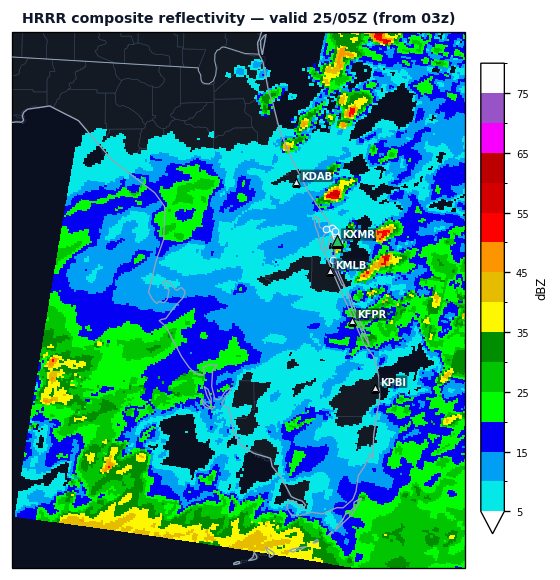 HRRR composite reflectivity — valid 25/05Z (from 03z)
75
65
KDAB
55
KXMR
KMLB
45
dBZ
KFPR
35
KPBI
25
15
5